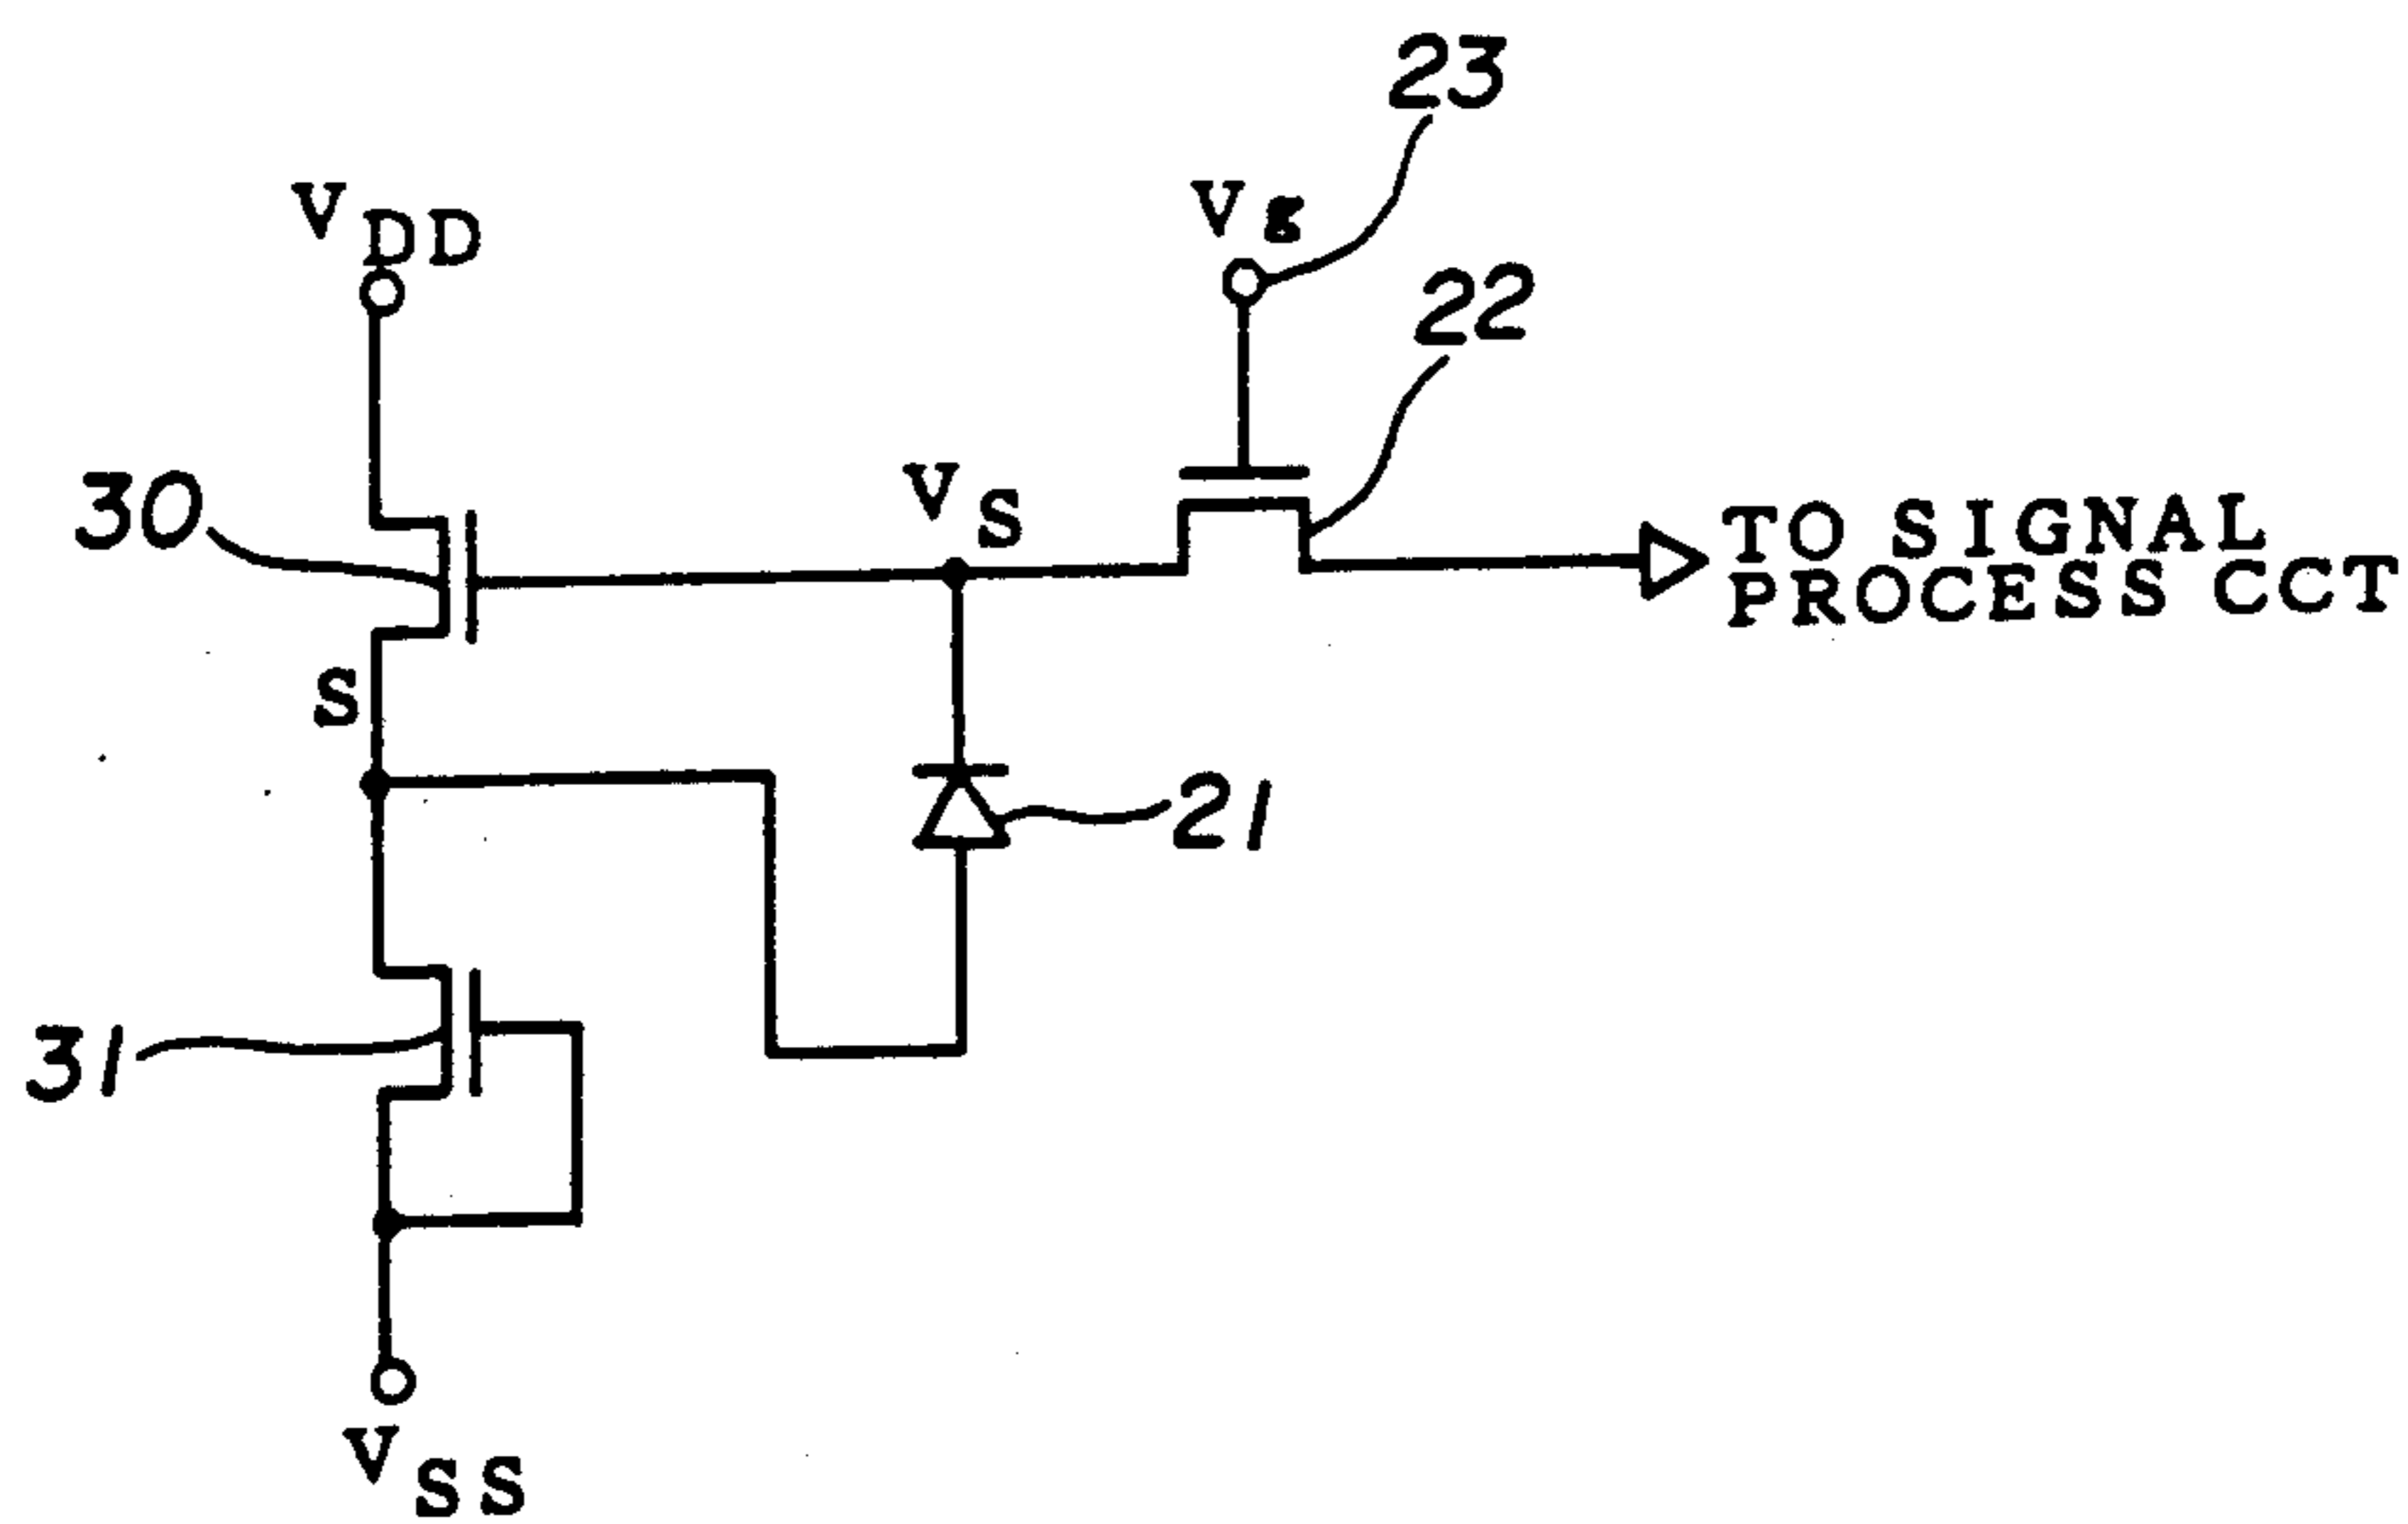 23
VDD
Vg
22
30
VS
TO SIGNAL
PROCESS CCT
S
21
31
VSS